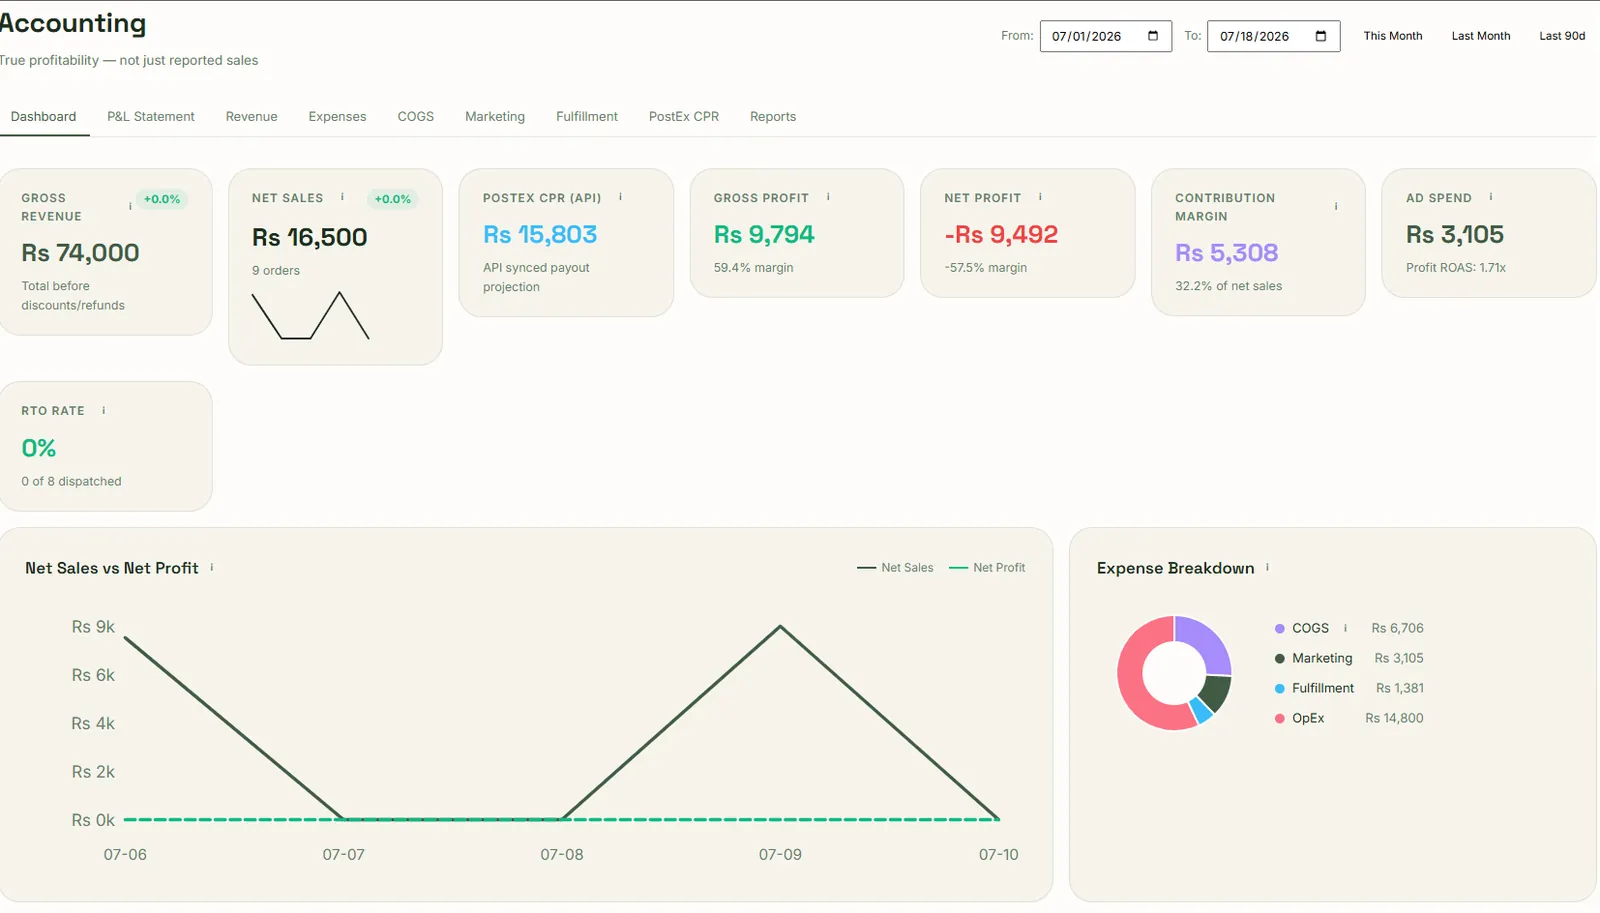 Accounting
True profitability — not just reported sales
From: 07/01/2026 To: 07/18/2026 This Month Last Month Last 90d
Dashboard P&L Statement Revenue Expenses COGS Marketing Fulfillment PostEx CPR Reports
GROSS REVENUE i +0.0%
Rs 74,000
Total before
discounts/refunds
NET SALES i +0.0%
Rs 16,500
9 orders
POSTEX CPR (API) i
Rs 15,803
API synced payout
projection
GROSS PROFIT i
Rs 9,794
59.4% margin
NET PROFIT i
-Rs 9,492
-57.5% margin
CONTRIBUTION
MARGIN i
Rs 5,308
32.2% of net sales
AD SPEND i
Rs 3,105
Profit ROAS: 1.71x
RTO RATE i
0%
0 of 8 dispatched
Net Sales vs Net Profit i
Net Sales Net Profit
Rs 9k
Rs 6k
Rs 4k
Rs 2k
Rs 0k
07-06 07-07 07-08 07-09 07-10
Expense Breakdown i
COGS i Rs 6,706
Marketing Rs 3,105
Fulfillment Rs 1,381
OpEx Rs 14,800